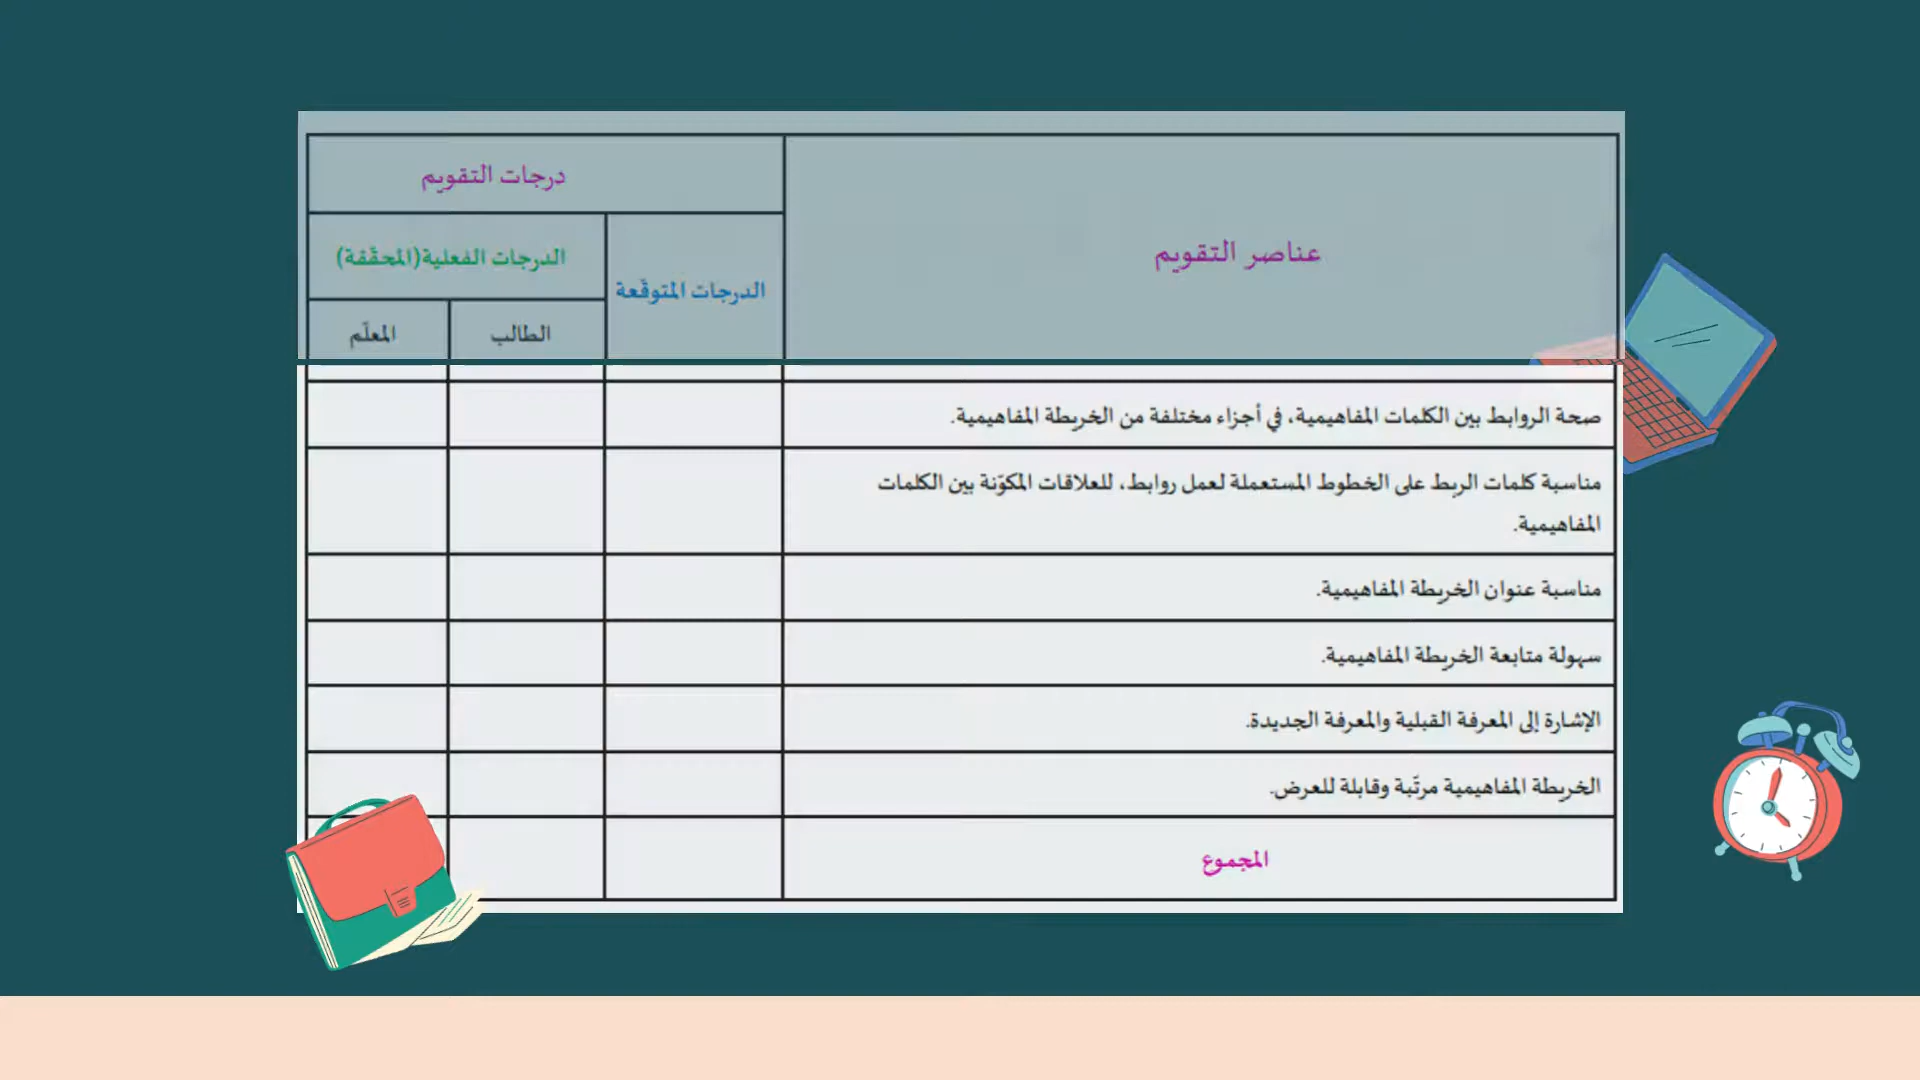 عناصر التقويم
درجات التقويم
الدرجات المتوقّعة
الدرجات الفعلية(المحقّقة)
الطالب
المعلّم
صحة الروابط بين الكلمات المفاهيمية، في أجزاء مختلفة من الخريطة المفاهيمية.
مناسبة كلمات الربط على الخطوط المستعملة لعمل روابط، للعلاقات المكوّنة بين الكلمات
المفاهيمية.
مناسبة عنوان الخريطة المفاهيمية.
سهولة متابعة الخريطة المفاهيمية.
الإشارة إلى المعرفة القبلية والمعرفة الجديدة.
الخريطة المفاهيمية مرتّبة وقابلة للعرض.
المجموع